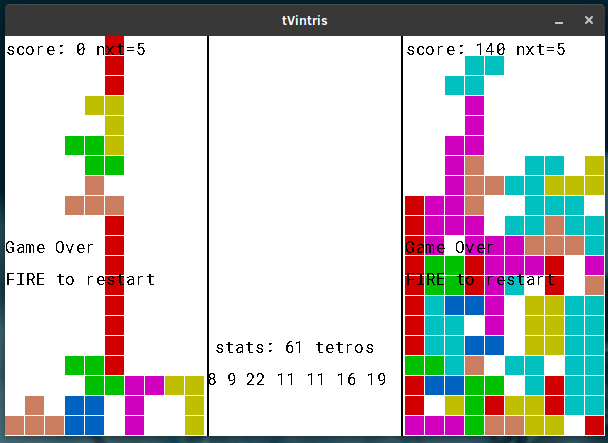 tVintris
score: 0 nxt=5
score: 140 nxt=5
Game Over
FIRE to restart
Game Over
FIRE to restart
stats: 61 tetros
8 9 22 11 11 16 19